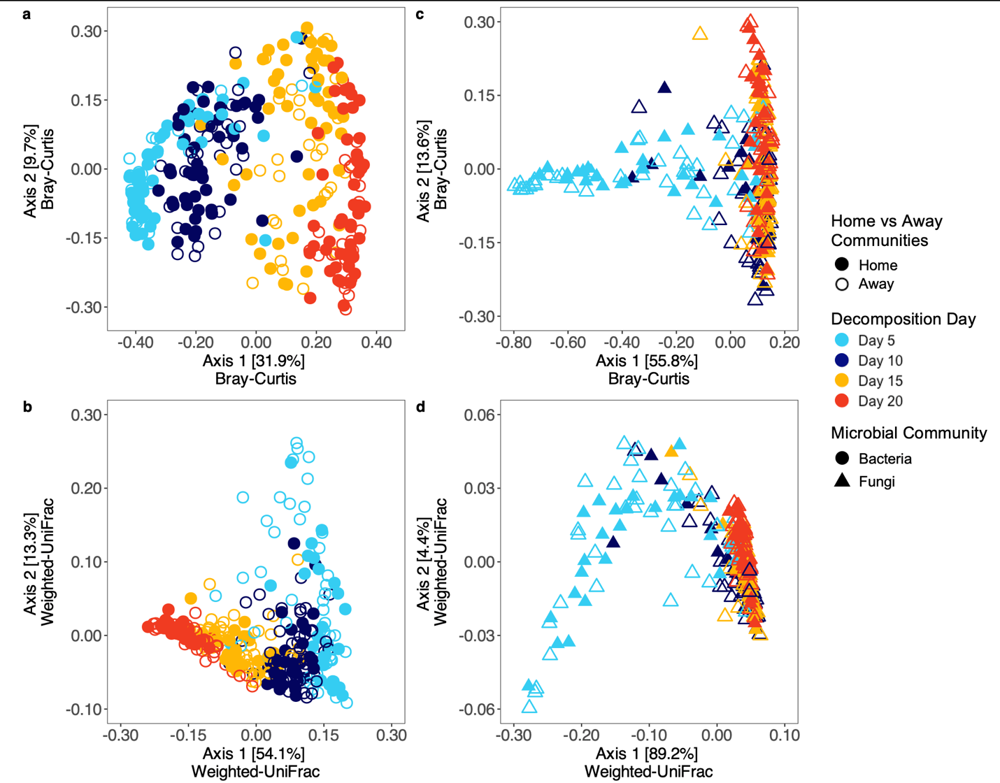 a
0.30
0.15
0.00
-0.15
-0.30
Axis 2 [9.7%]
Bray-Curtis
-0.40
-0.20
0.00
0.20
0.40
Axis 1 [31.9%]
Bray-Curtis
c
0.30
0.15
0.00
-0.15
-0.30
Axis 2 [13.6%]
Bray-Curtis
-0.80
-0.60
-0.40
-0.20
0.00
0.20
Axis 1 [55.8%]
Bray-Curtis
b
0.30
0.20
0.10
0.00
-0.10
Axis 2 [13.3%]
Weighted-UniFrac
-0.30
-0.15
0.00
0.15
0.30
Axis 1 [54.1%]
Weighted-UniFrac
d
0.06
0.03
0.00
-0.03
-0.06
Axis 2 [4.4%]
Weighted-UniFrac
-0.30
-0.20
-0.10
0.00
0.10
Axis 1 [89.2%]
Weighted-UniFrac
Home vs Away
Communities
Home
Away
Decomposition Day
Day 5
Day 10
Day 15
Day 20
Microbial Community
Bacteria
Fungi